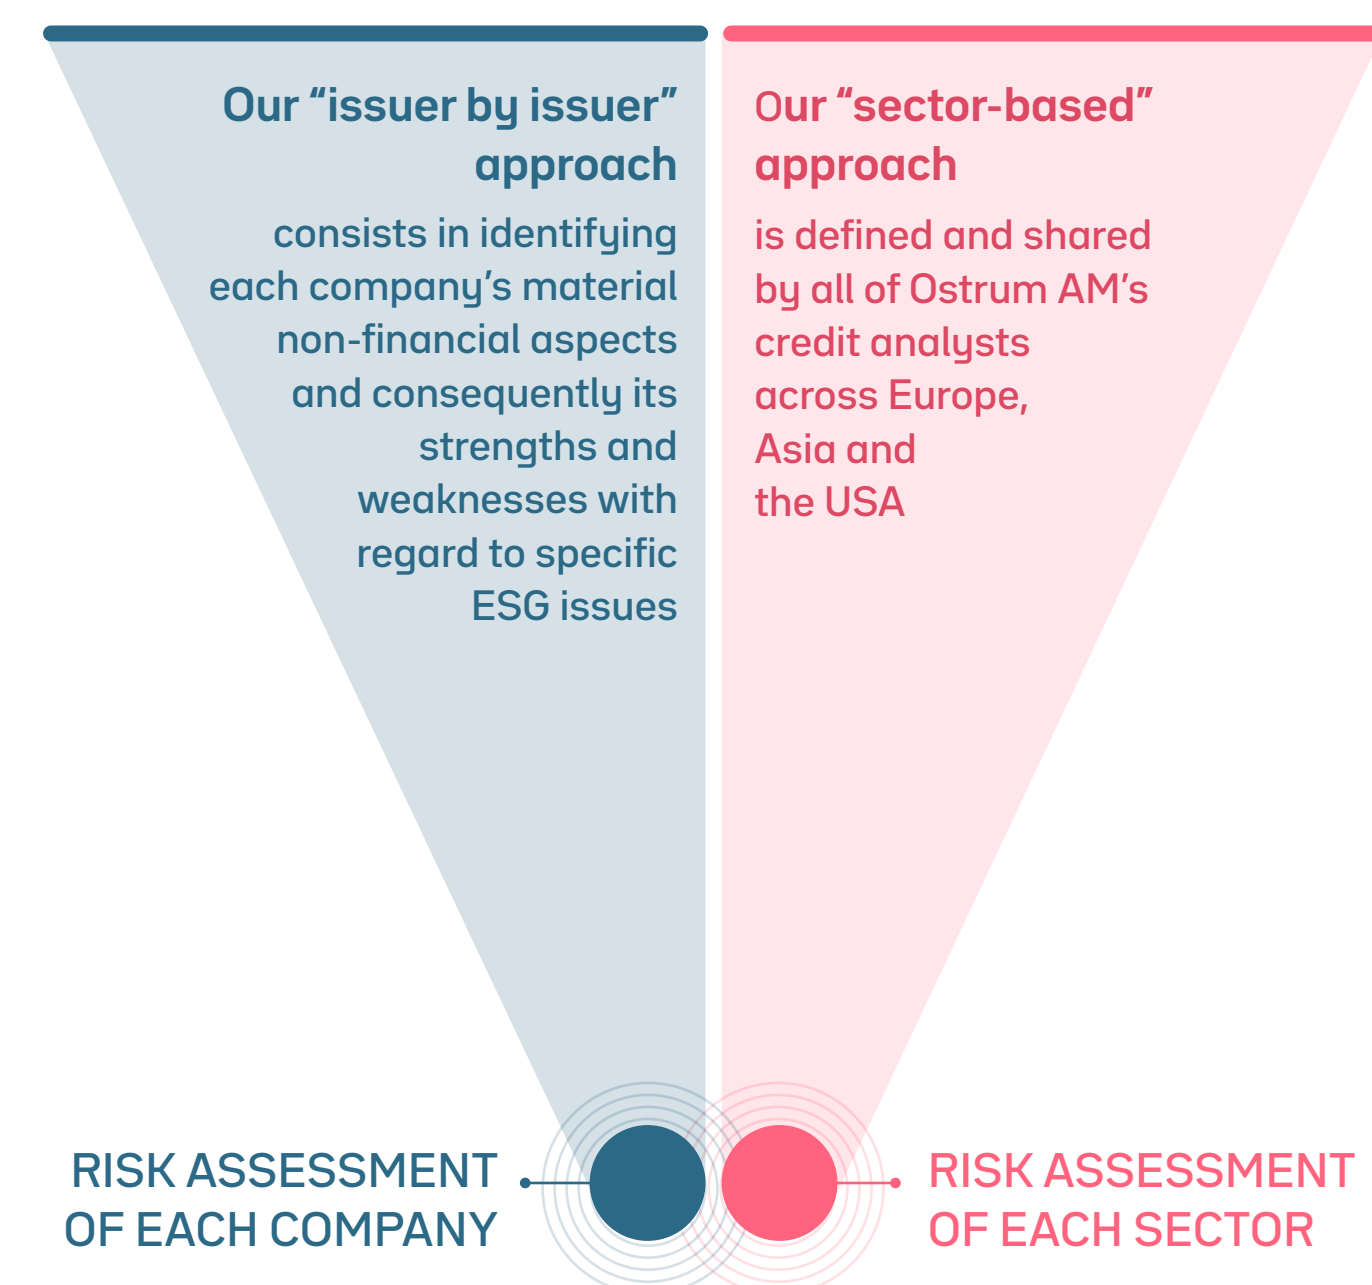 Our “issuer by issuer”
approach
consists in identifying
each company’s material
non-financial aspects
and consequently its
strengths and
weaknesses with
regard to specific
ESG issues
Our “sector-based”
approach
is defined and shared
by all of Ostrum AM’s
credit analysts
across Europe,
Asia and
the USA
RISK ASSESSMENT
OF EACH COMPANY
RISK ASSESSMENT
OF EACH SECTOR